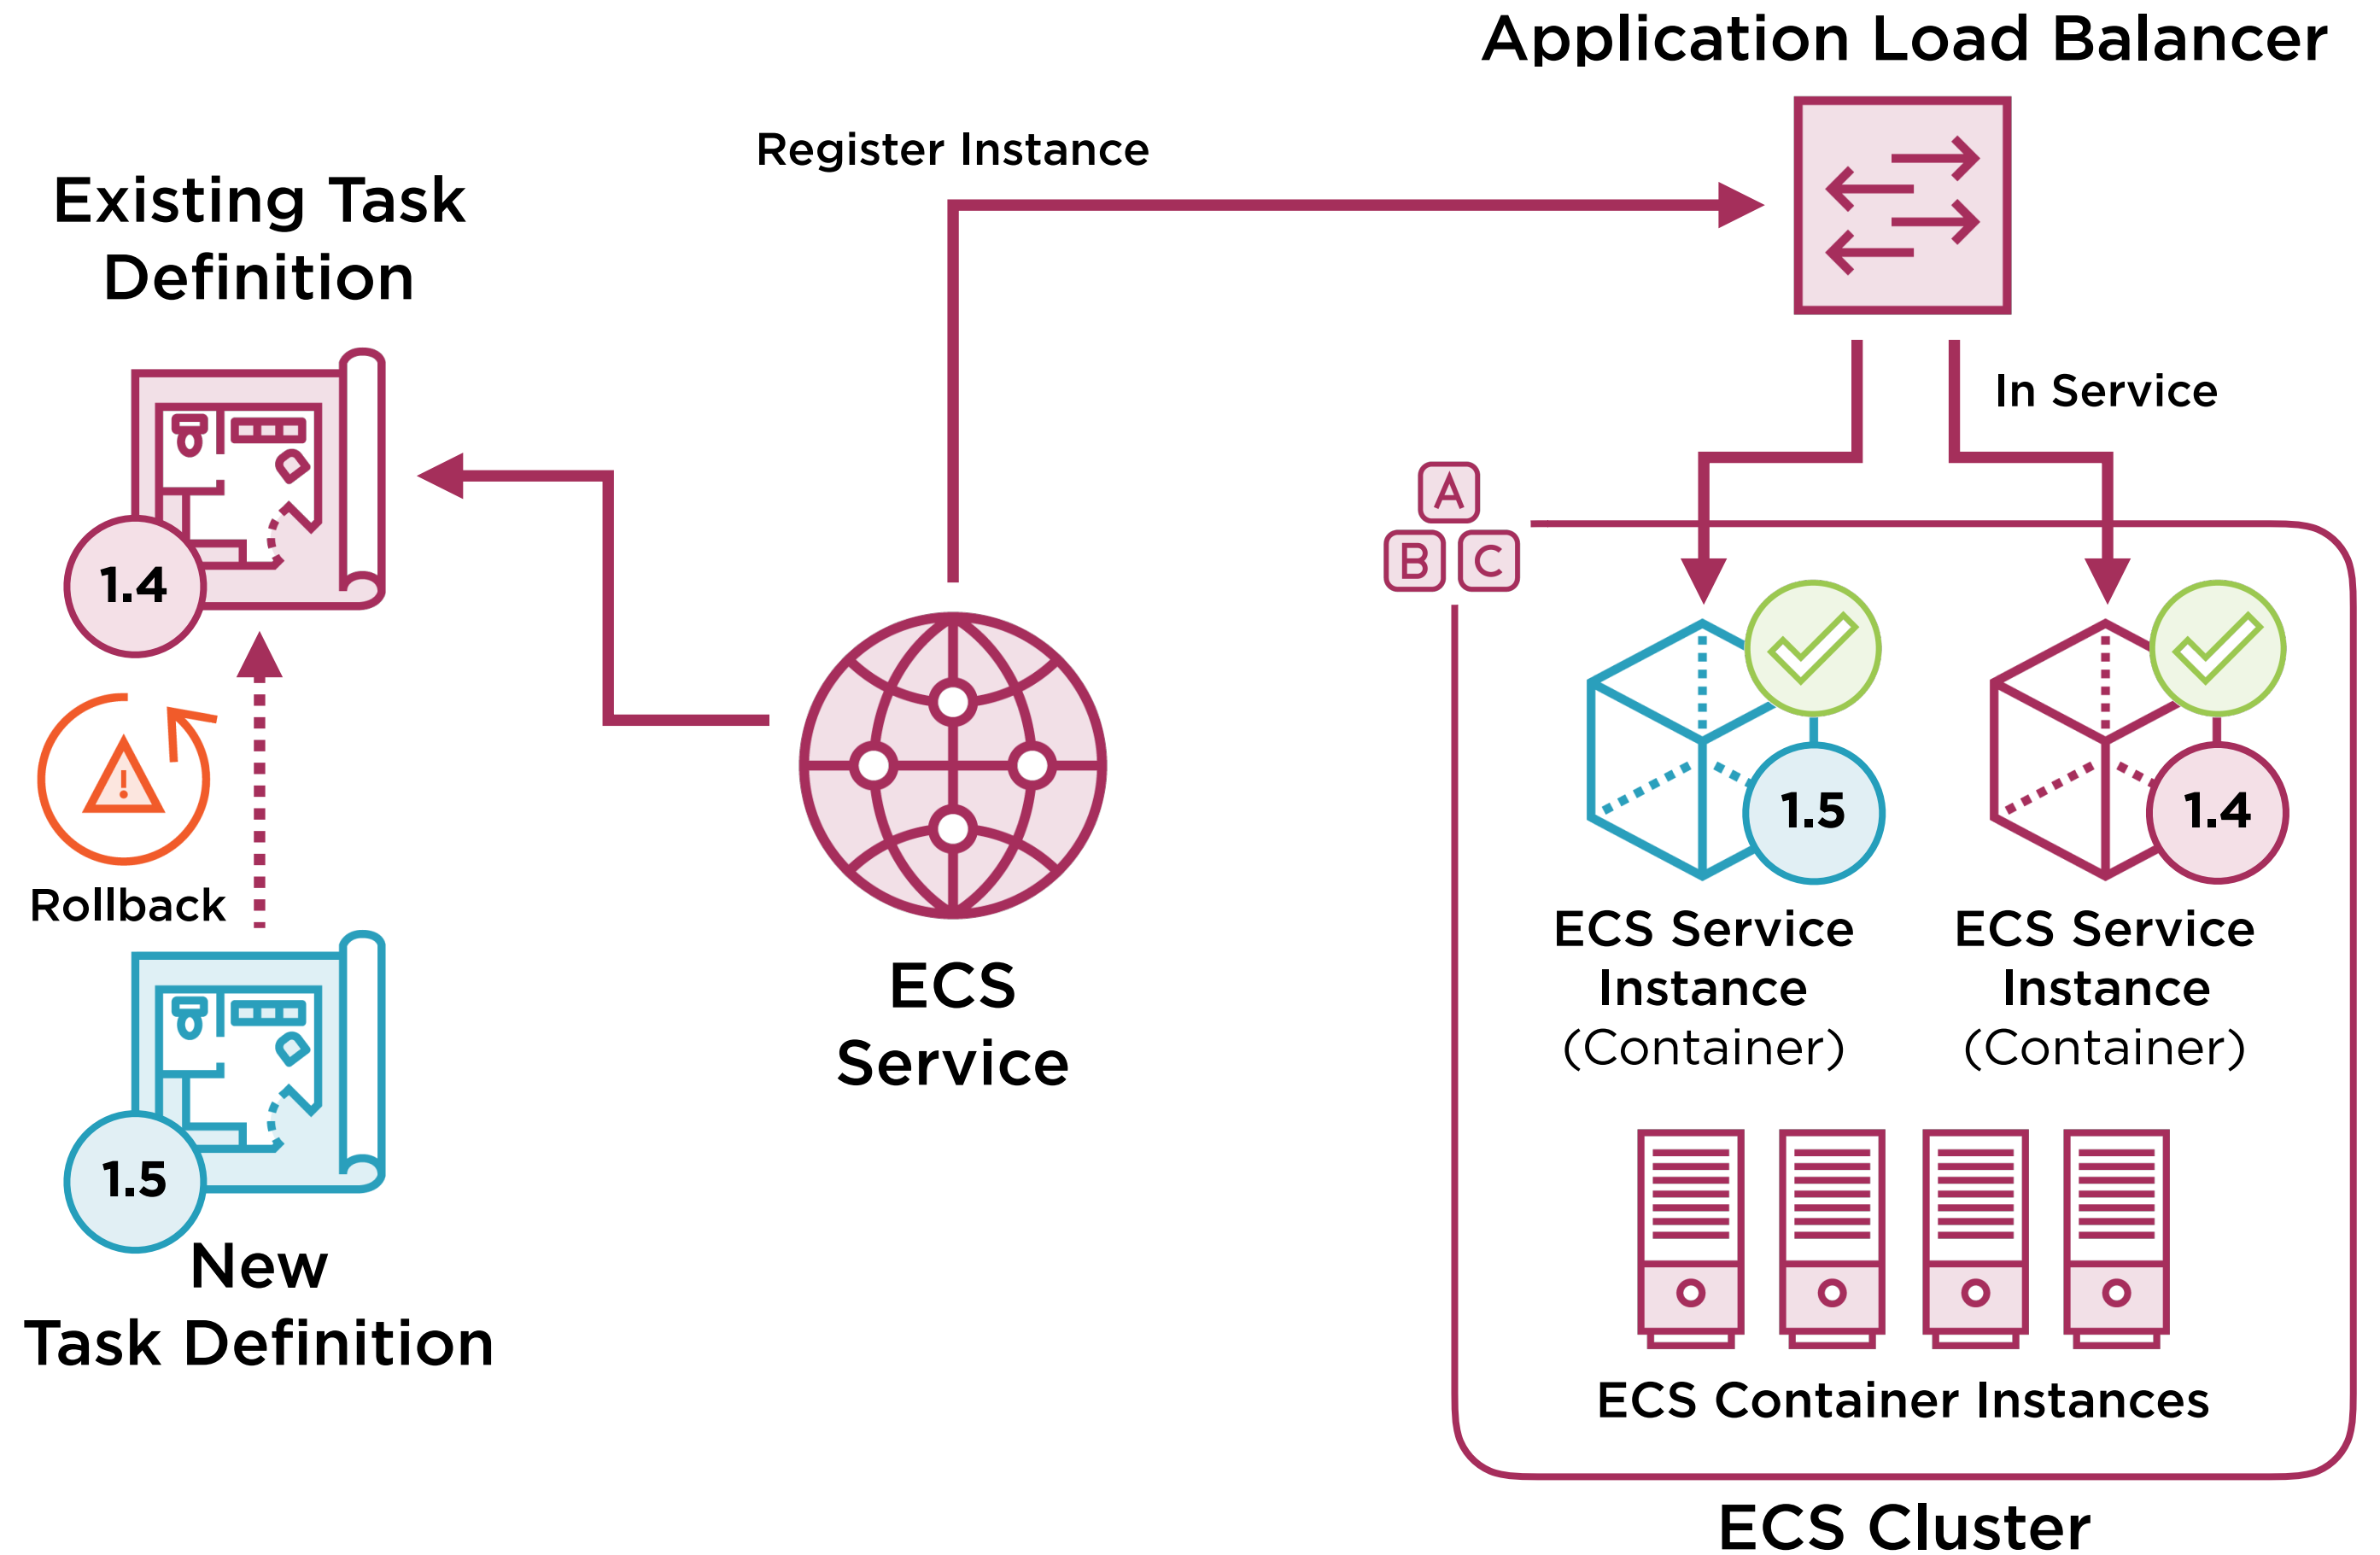 Application Load Balancer
Register Instance
Existing Task
Definition
In Service
A
B
C
1.4
Rollback
1.5
1.4
ECS
Service
ECS Service
Instance
(Container)
ECS Service
Instance
(Container)
1.5
New
Task Definition
ECS Container Instances
ECS Cluster